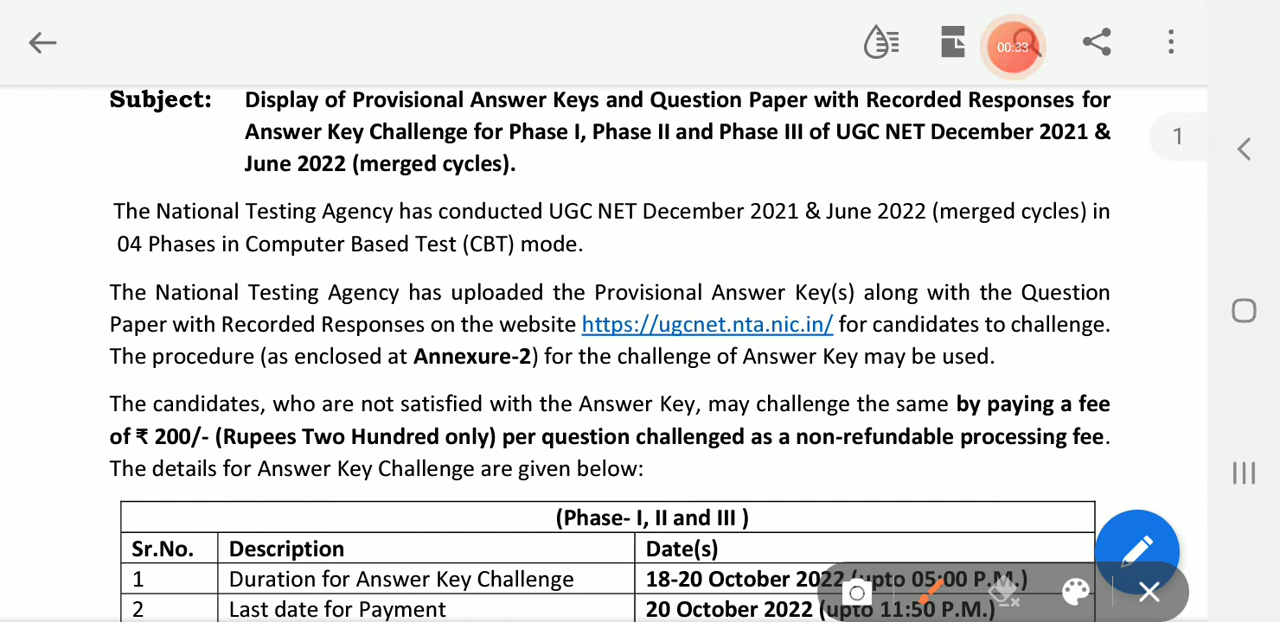 00:33
Subject: Display of Provisional Answer Keys and Question Paper with Recorded Responses for
Answer Key Challenge for Phase I, Phase II and Phase III of UGC NET December 2021 &
June 2022 (merged cycles).
1
The National Testing Agency has conducted UGC NET December 2021 & June 2022 (merged cycles) in
04 Phases in Computer Based Test (CBT) mode.
The National Testing Agency has uploaded the Provisional Answer Key(s) along with the Question
Paper with Recorded Responses on the website https://ugcnet.nta.nic.in/ for candidates to challenge.
The procedure (as enclosed at Annexure-2) for the challenge of Answer Key may be used.
The candidates, who are not satisfied with the Answer Key, may challenge the same by paying a fee
of ₹ 200/- (Rupees Two Hundred only) per question challenged as a non-refundable processing fee.
The details for Answer Key Challenge are given below:
(Phase- I, II and III )
Sr.No. Description Date(s)
1 Duration for Answer Key Challenge 18-20 October 2022 (upto 05:00 P.M.)
2 Last date for Payment 20 October 2022 (upto 11:50 P.M.)